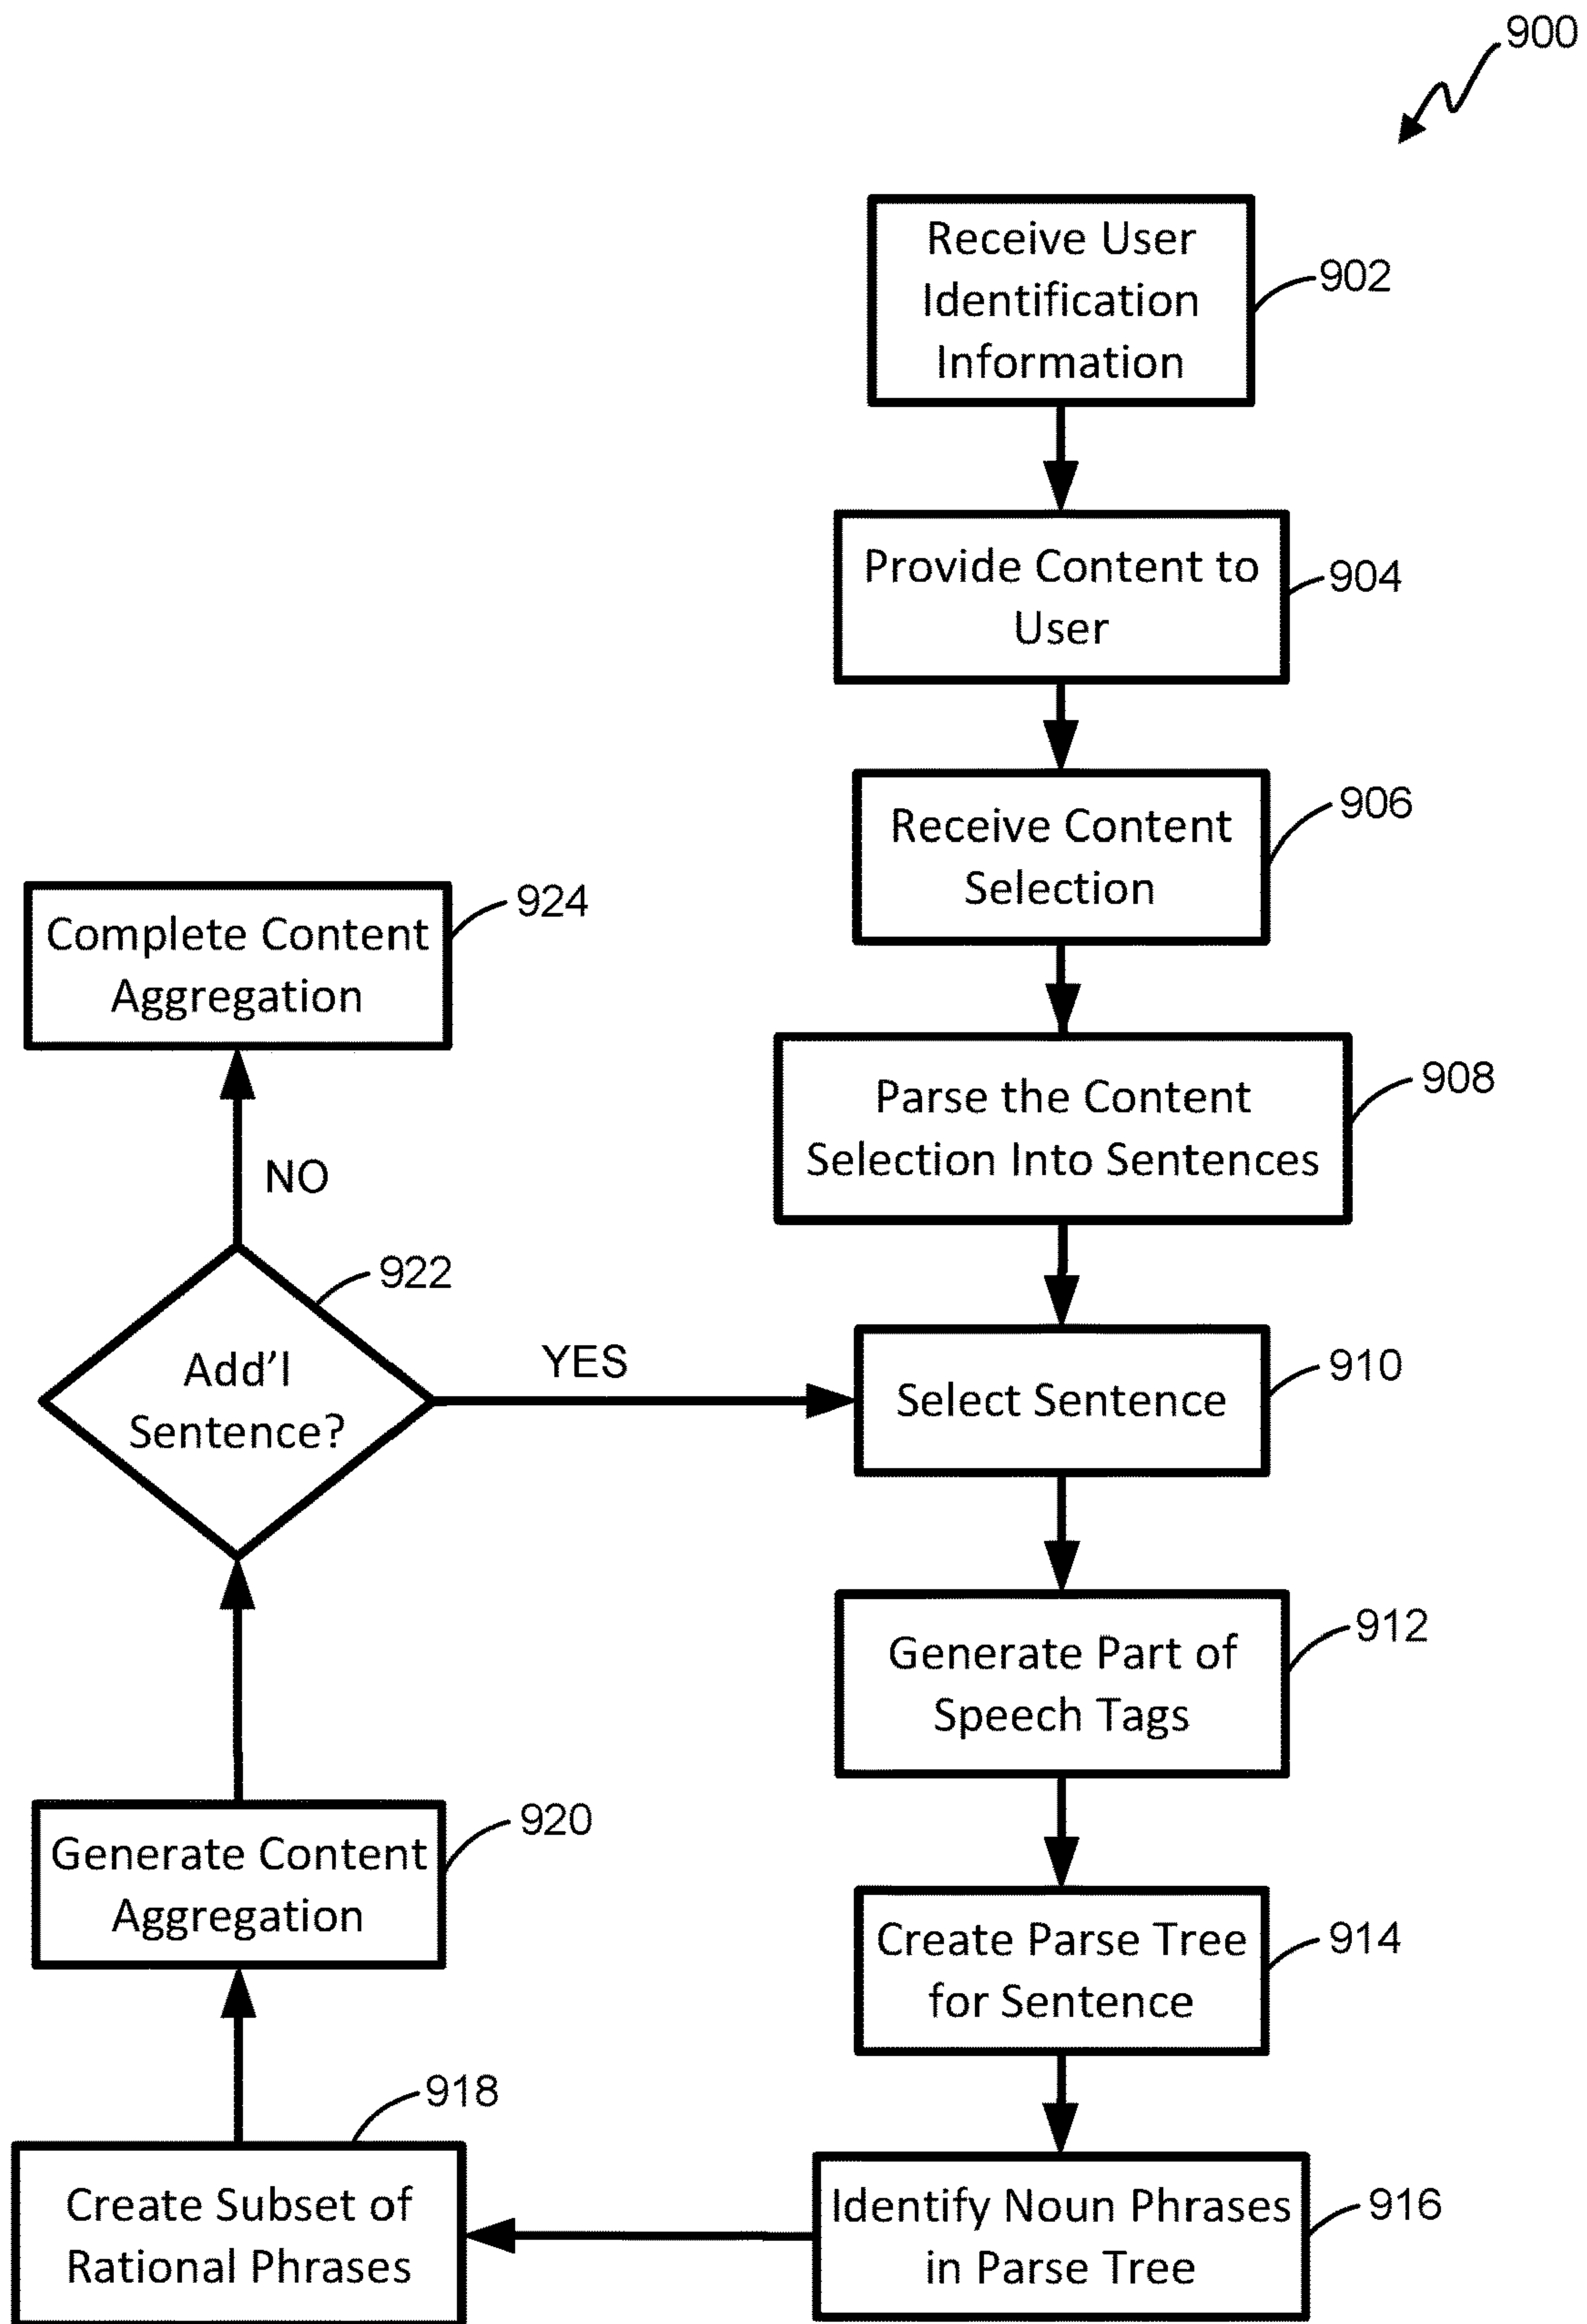 900
Receive User
Identification
Information
902
Provide Content to
User
904
Receive Content
Selection
906
Parse the Content
Selection Into Sentences
908
Select Sentence
910
Generate Part of
Speech Tags
912
Create Parse Tree
for Sentence
914
Identify Noun Phrases
in Parse Tree
916
Create Subset of
Rational Phrases
918
Generate Content
Aggregation
920
Add'l
Sentence?
922
YES
NO
Complete Content
Aggregation
924